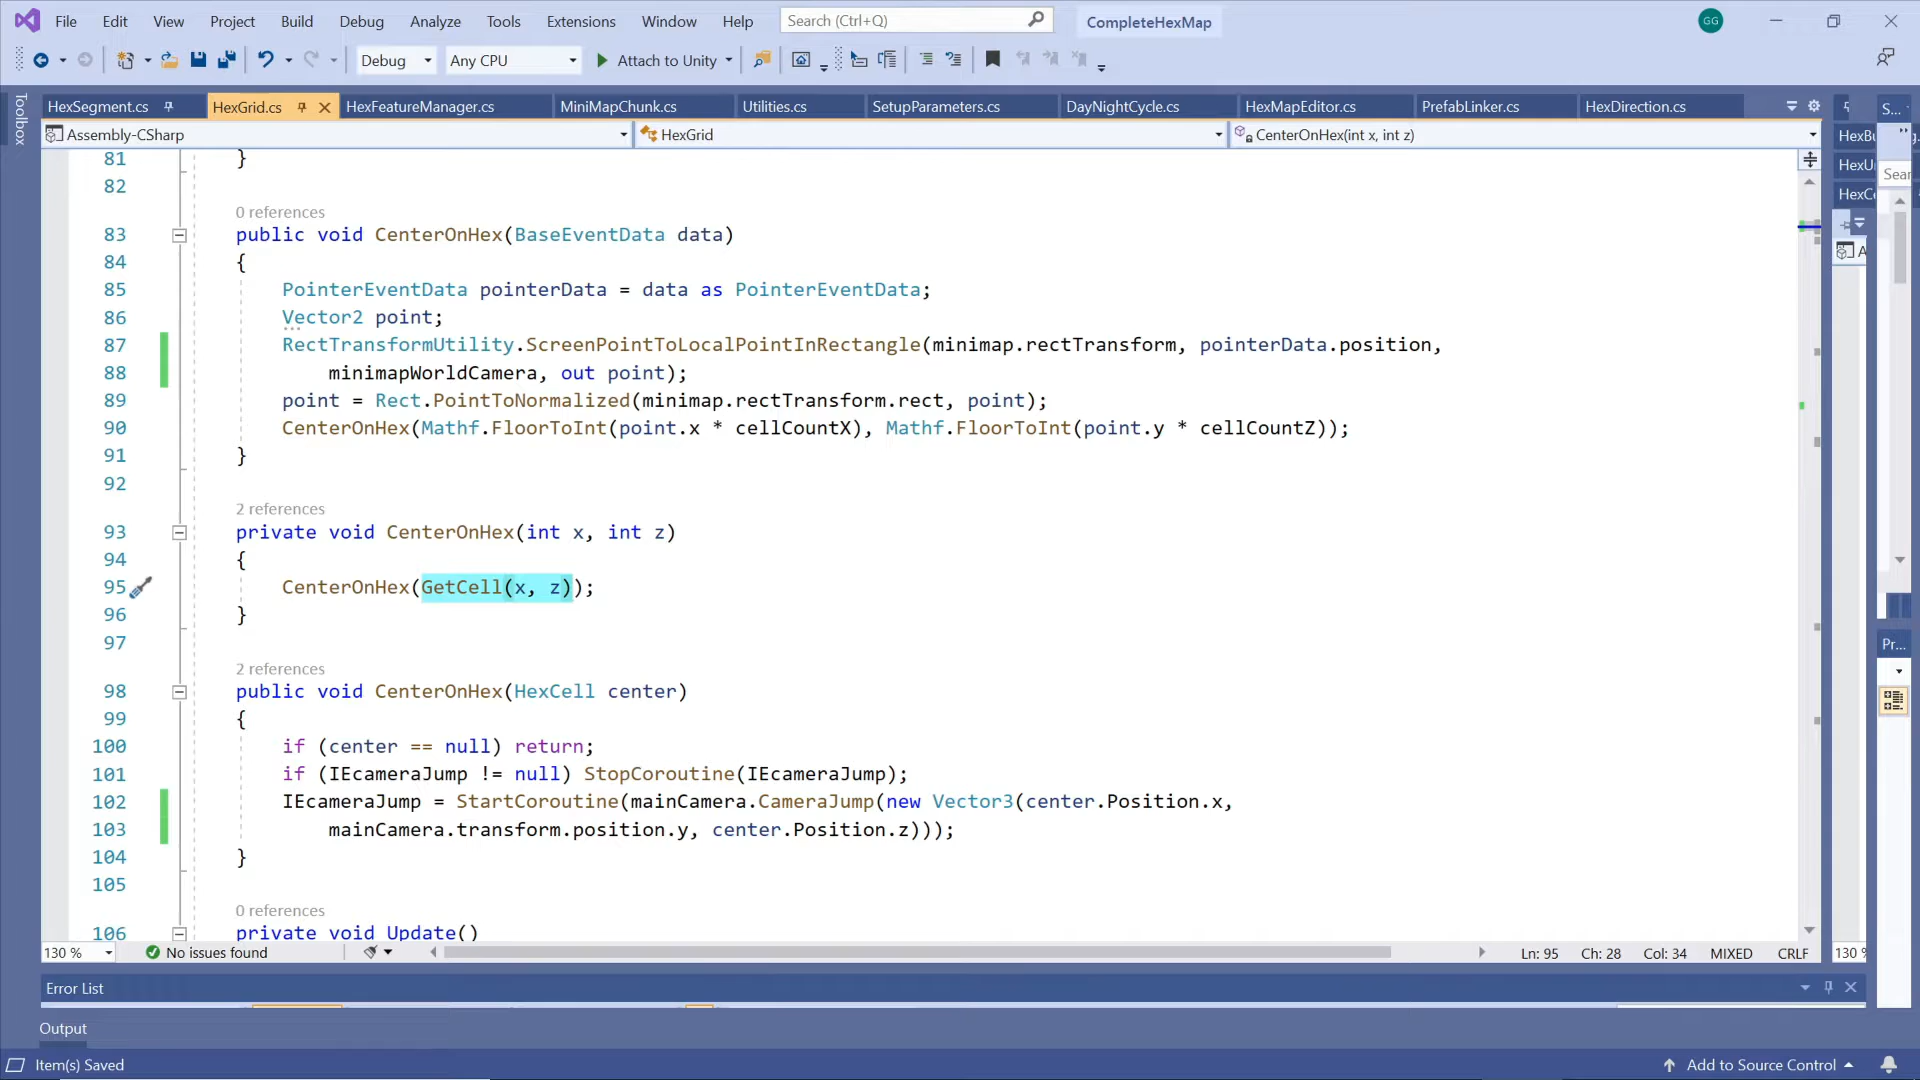 File Edit View Project Build Debug Analyze Tools Extensions Window Help Search (Ctrl+Q) CompleteHexMap GG
Debug Any CPU Attach to Unity
Toolbox
HexSegment.cs HexGrid.cs HexFeatureManager.cs MiniMapChunk.cs Utilities.cs SetupParameters.cs DayNightCycle.cs HexMapEditor.cs PrefabLinker.cs HexDirection.cs S...
Assembly-CSharp HexGrid CenterOnHex(int x, int z)
81 }
82
0 references
83 public void CenterOnHex(BaseEventData data)
84 {
85 PointerEventData pointerData = data as PointerEventData;
86 Vector2 point;
87 RectTransformUtility.ScreenPointToLocalPointInRectangle(minimap.rectTransform, pointerData.position,
88 minimapWorldCamera, out point);
89 point = Rect.PointToNormalized(minimap.rectTransform.rect, point);
90 CenterOnHex(Mathf.FloorToInt(point.x * cellCountX), Mathf.FloorToInt(point.y * cellCountZ));
91 }
92
2 references
93 private void CenterOnHex(int x, int z)
94 {
95 CenterOnHex(GetCell(x, z));
96 }
97
2 references
98 public void CenterOnHex(HexCell center)
99 {
100 if (center == null) return;
101 if (IEcameraJump != null) StopCoroutine(IEcameraJump);
102 IEcameraJump = StartCoroutine(mainCamera.CameraJump(new Vector3(center.Position.x,
103 mainCamera.transform.position.y, center.Position.z)));
104 }
105
0 references
106 private void Update()
HexBu
HexU
HexCe
Sear
A
Pr...
130 % No issues found Ln: 95 Ch: 28 Col: 34 MIXED CRLF 130 %
Error List
Output
Item(s) Saved Add to Source Control